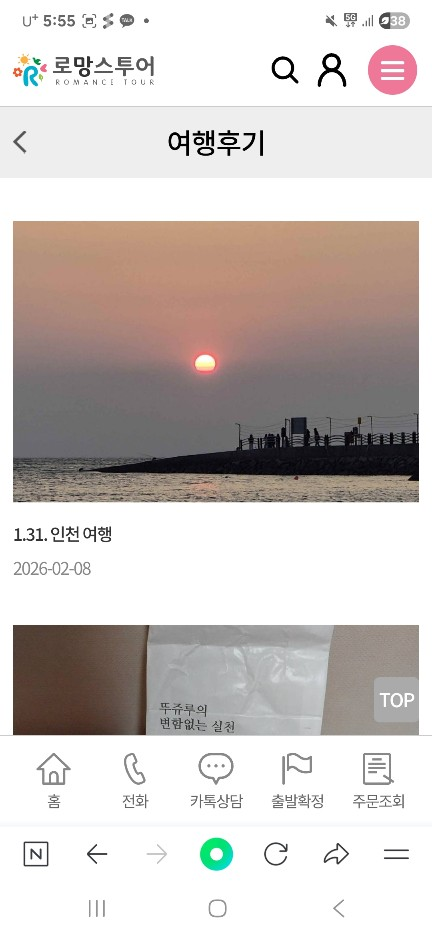 U+ 5:55 TALK 5G 38
로망스투어
ROMANCE TOUR
여행후기
1.31. 인천 여행
2026-02-08
뚜쥬루의
변함없는 실천
TOP
홈 전화 카톡상담 출발확정 주문조회
N